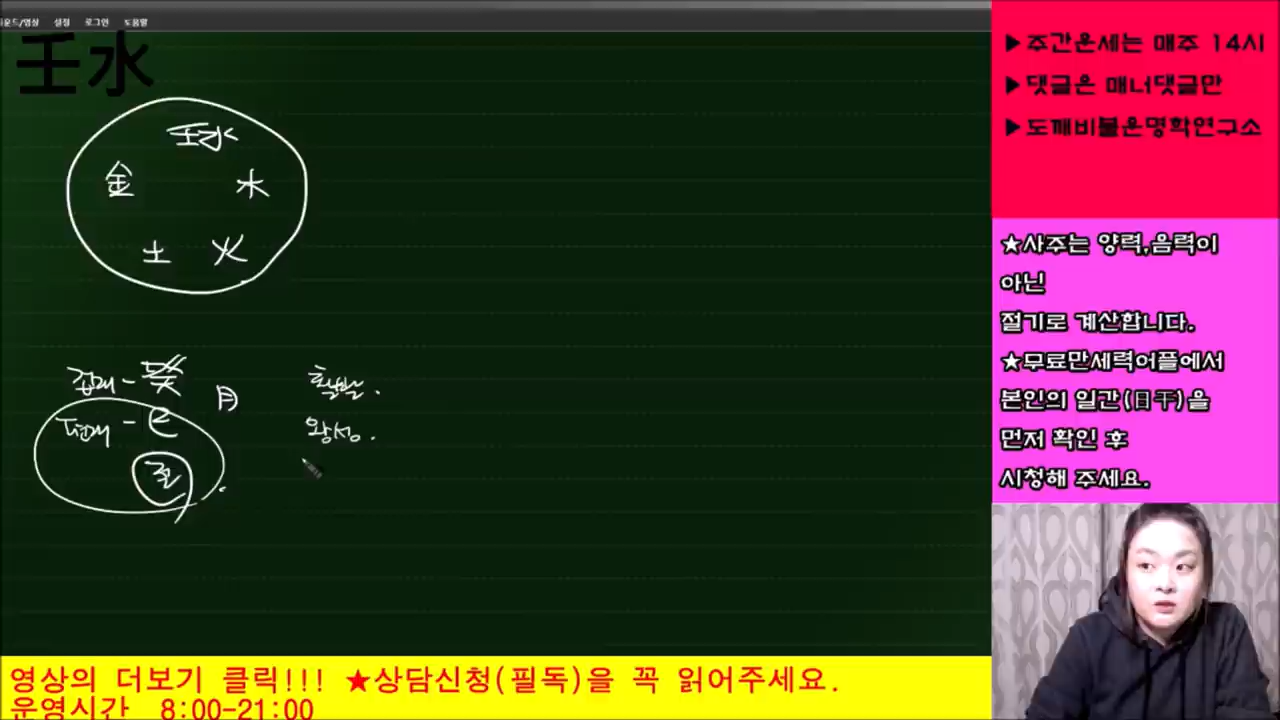 운트/영상 설정 로그인 도움말
壬水
壬水
金 木
土 火
겁재 - 癸
편재 - 巳 月
절
활발.
왕성.
▶주간운세는 매주 14시
▶댓글은 매너댓글만
▶도깨비불운명학연구소
★사주는 양력,음력이
아닌
절기로 계산합니다.
★무료만세력어플에서
본인의 일간(日干)을
먼저 확인 후
시청해 주세요.
영상의 더보기 클릭!!! ★상담신청(필독)을 꼭 읽어주세요.
운영시간 8:00-21:00